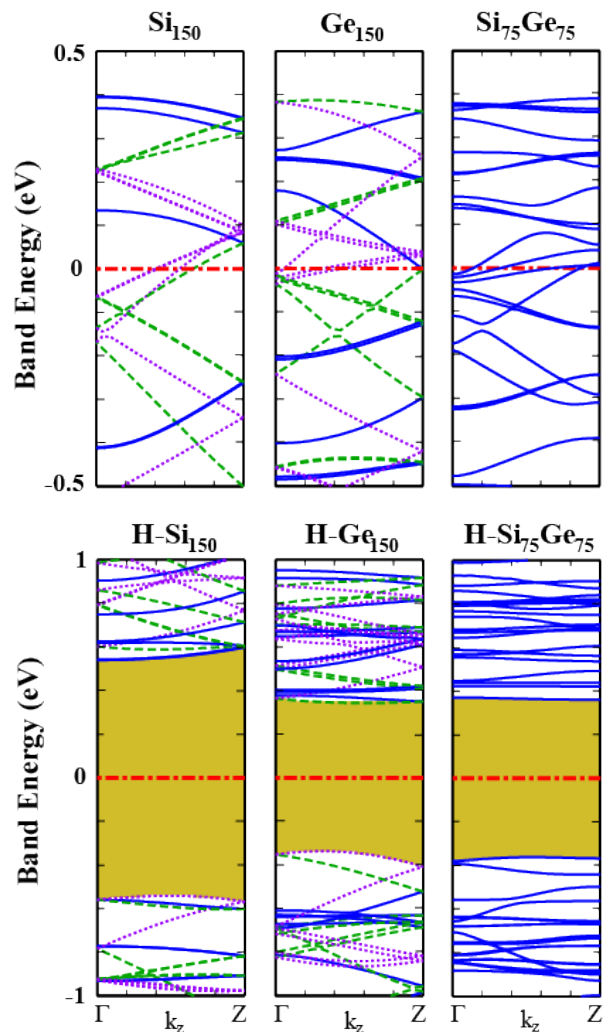 Si150 Ge150 Si75Ge75
0.5
Band Energy (eV)
0
-0.5
H-Si150 H-Ge150 H-Si75Ge75
1
Band Energy (eV)
0
-1
Γ kz Z Γ kz Z Γ kz Z